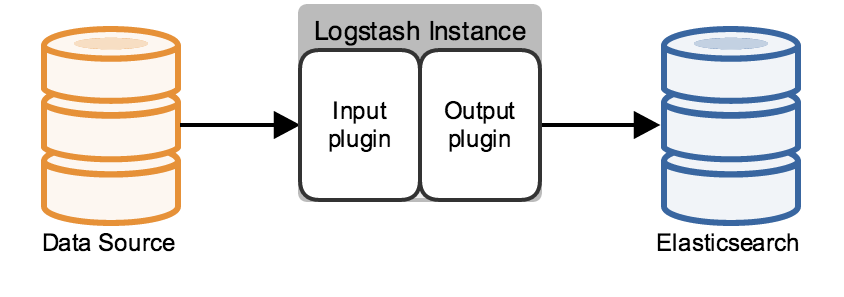 Logstash Instance
Input
plugin
Output
plugin
Data Source
Elasticsearch